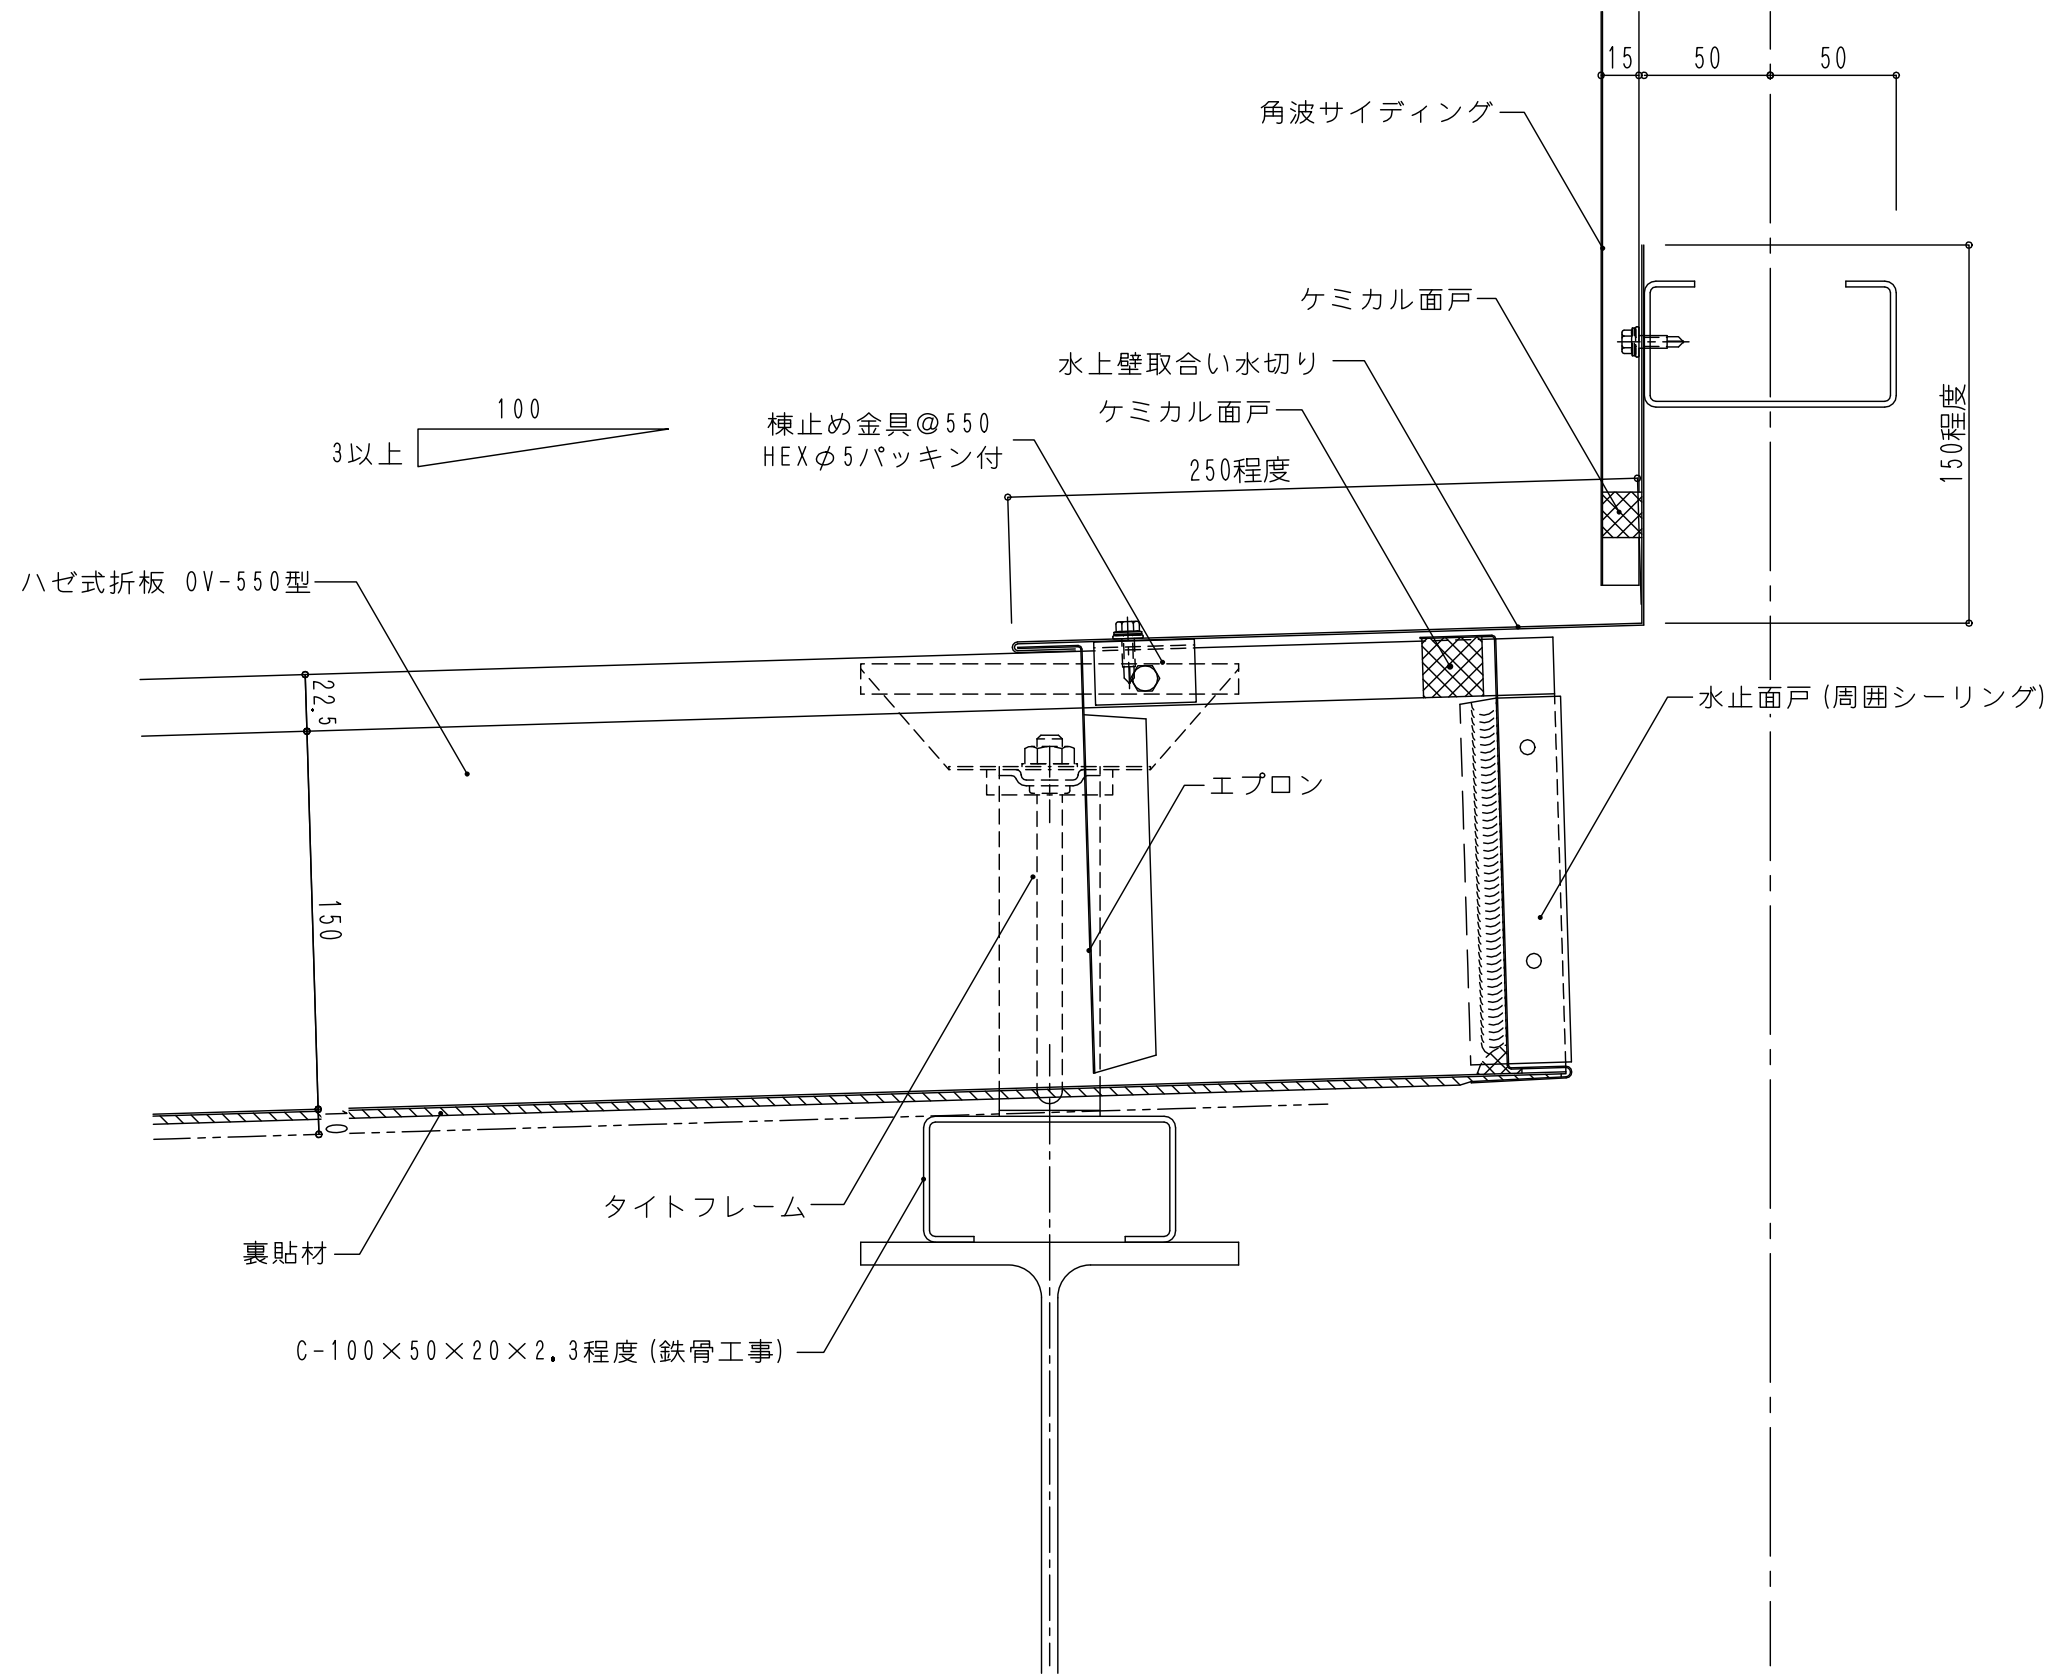 15
50
50
角波サイディング
ケミカル面戸
水上壁取合い水切り
150程度
100
3以上
棟止め金具@550
HEXφ5パッキン付
ケミカル面戸
250程度
ハゼ式折板 OV-550型
22.5
水止面戸(周囲シーリング)
エプロン
150
10
タイトフレーム
裏貼材
C-100×50×20×2.3程度(鉄骨工事)